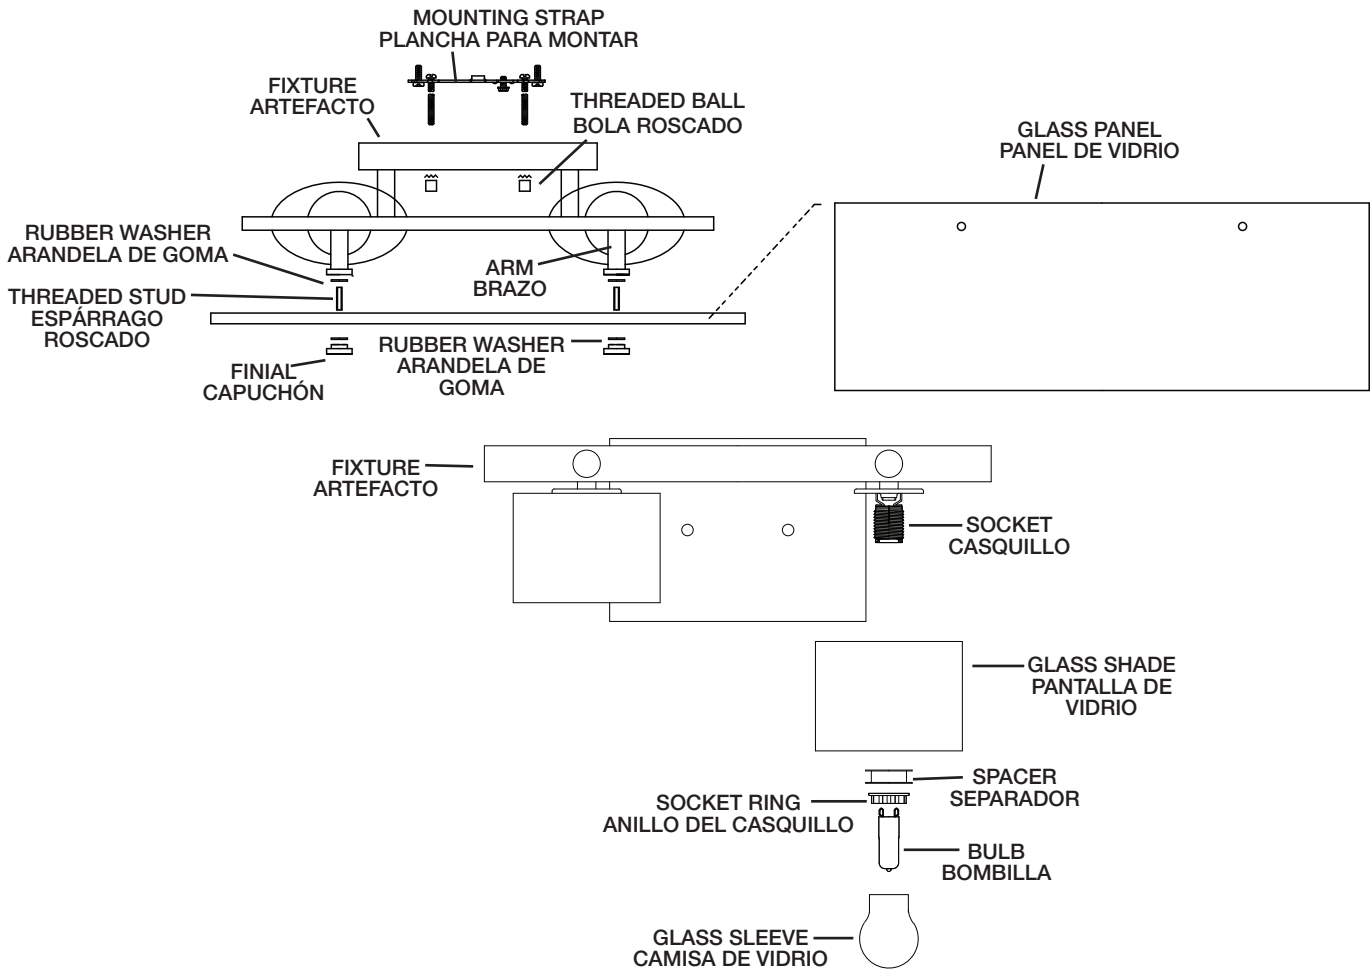 MOUNTING STRAP
PLANCHA PARA MONTAR
FIXTURE
ARTEFACTO
THREADED BALL
BOLA ROSCADO
GLASS PANEL
PANEL DE VIDRIO
RUBBER WASHER
ARANDELA DE GOMA
ARM
BRAZO
THREADED STUD
ESPÁRRAGO
ROSCADO
RUBBER WASHER
ARANDELA DE
GOMA
FINIAL
CAPUCHÓN
FIXTURE
ARTEFACTO
SOCKET
CASQUILLO
GLASS SHADE
PANTALLA DE
VIDRIO
SPACER
SEPARADOR
SOCKET RING
ANILLO DEL CASQUILLO
BULB
BOMBILLA
GLASS SLEEVE
CAMISA DE VIDRIO